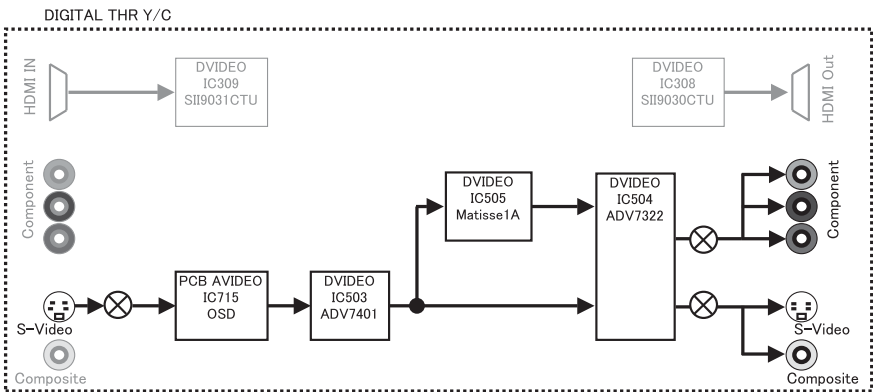 DIGITAL THR Y/C
HDMI IN
DVIDEO
IC309
SII9031CTU
DVIDEO
IC308
SII9030CTU
HDMI Out
Component
DVIDEO
IC505
Matisse1A
DVIDEO
IC504
ADV7322
Component
PCB AVIDEO
IC715
OSD
DVIDEO
IC503
ADV7401
S-Video
S-Video
Composite
Composite